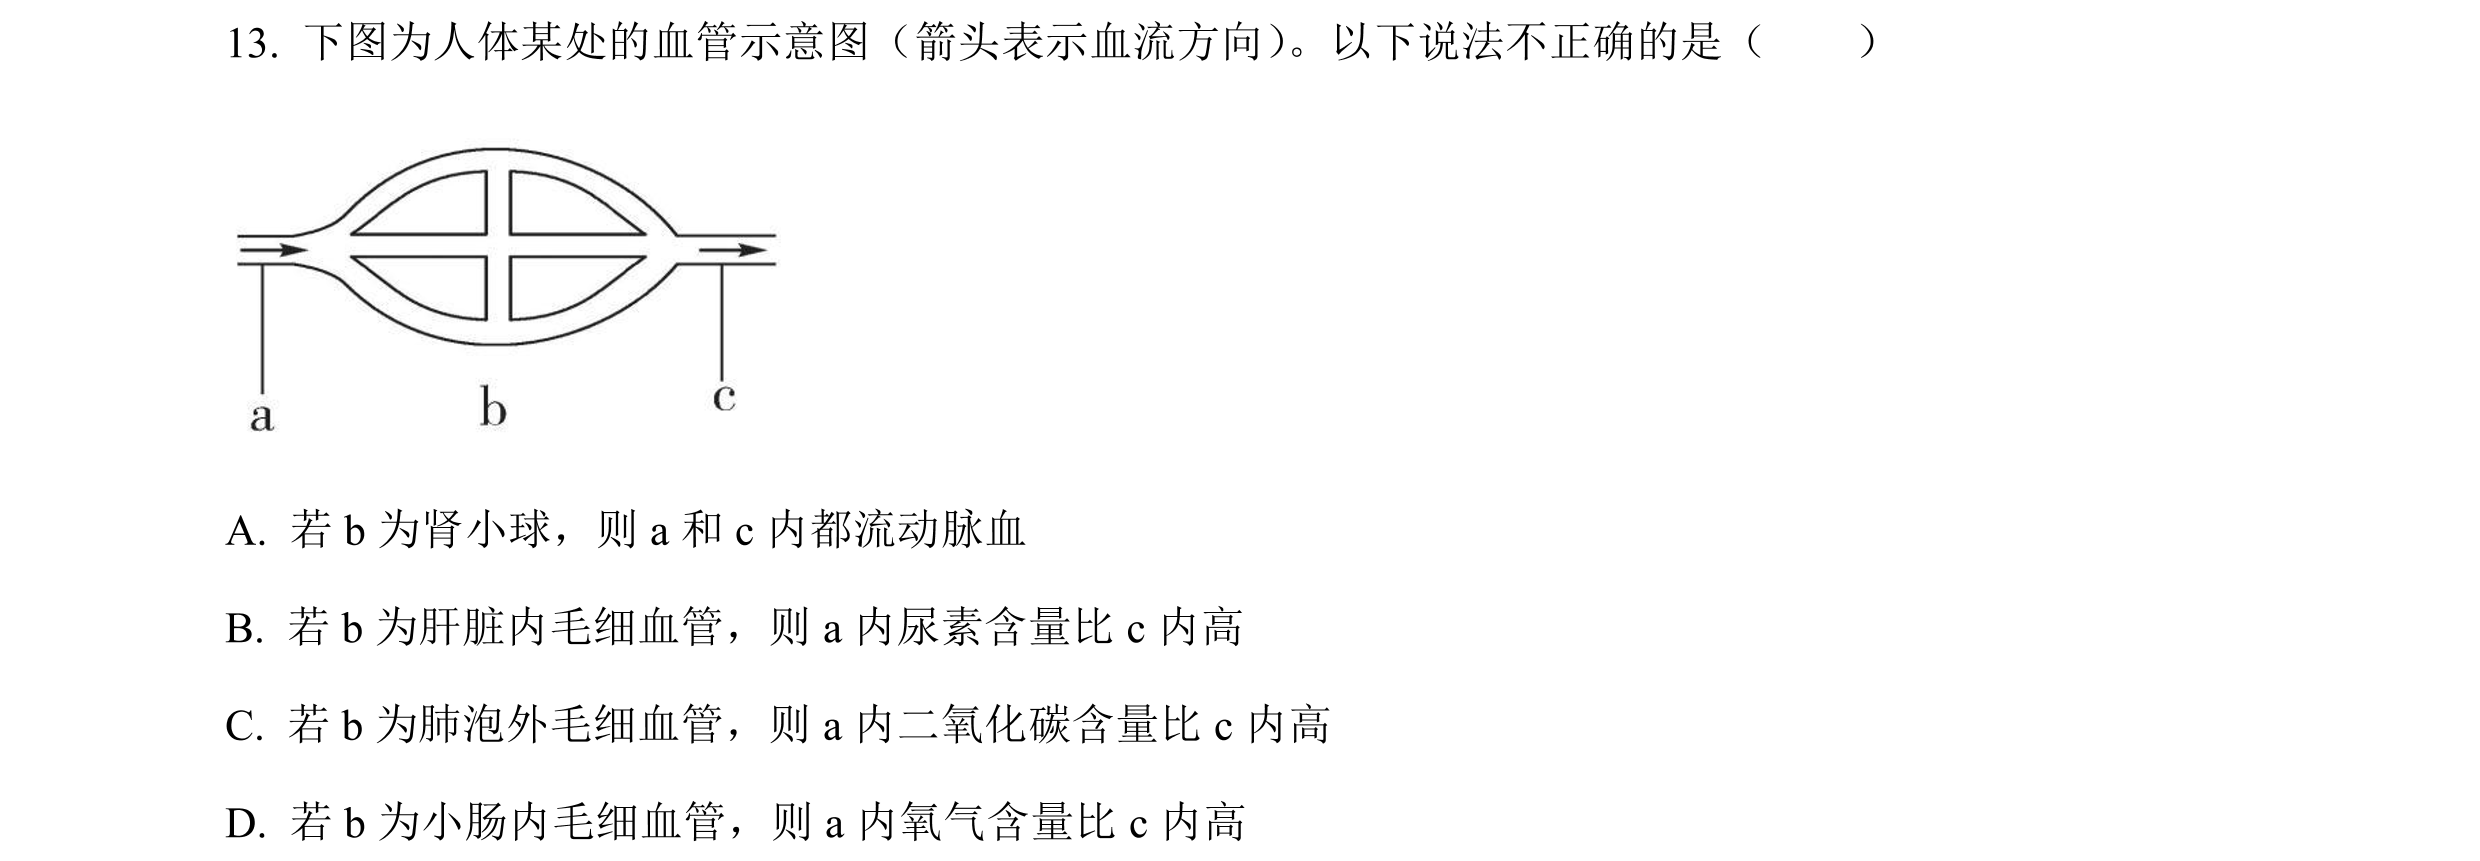 13. 下图为人体某处的血管示意图（箭头表示血流方向）。以下说法不正确的是（　　）
a b c
A. 若 b 为肾小球，则 a 和 c 内都流动脉血
B. 若 b 为肝脏内毛细血管，则 a 内尿素含量比 c 内高
C. 若 b 为肺泡外毛细血管，则 a 内二氧化碳含量比 c 内高
D. 若 b 为小肠内毛细血管，则 a 内氧气含量比 c 内高